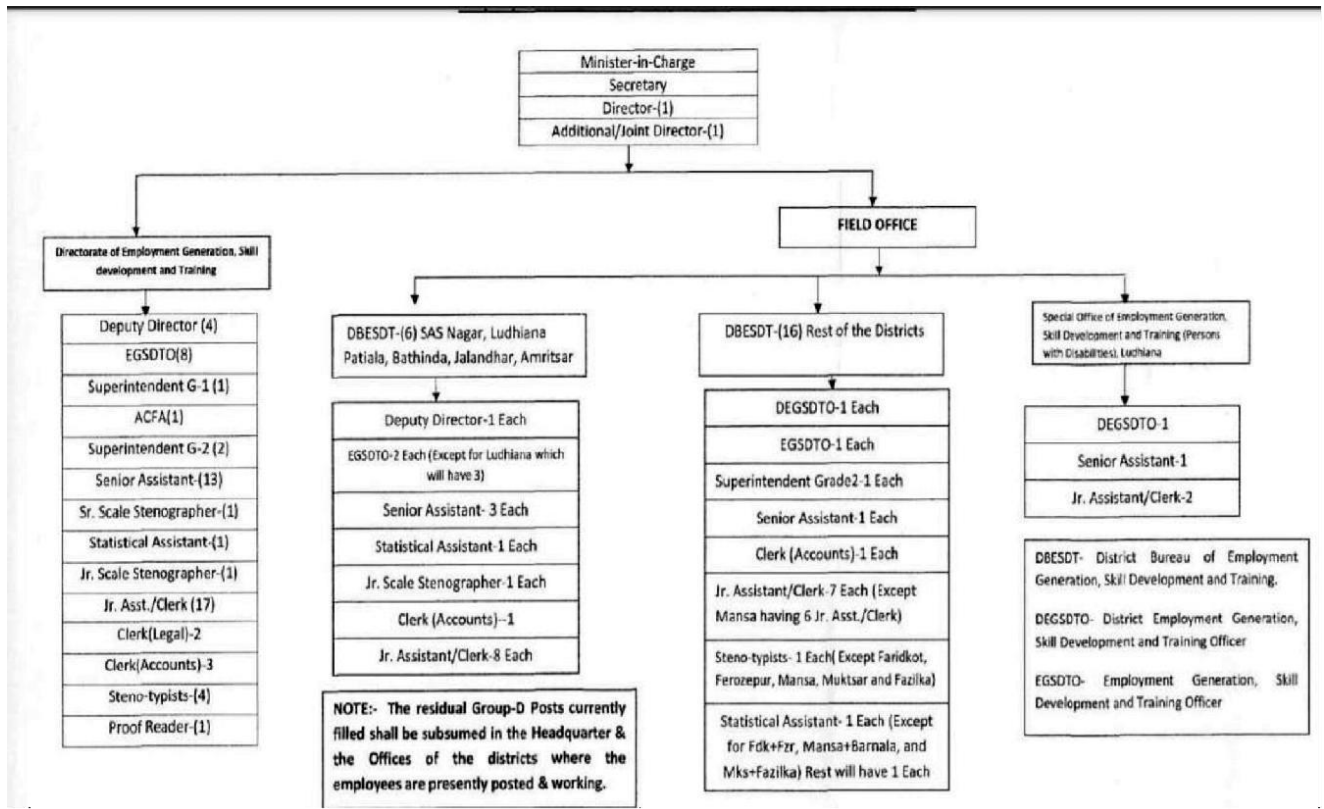 Minister-in-Charge
Secretary
Director-(1)
Additional/Joint Director-(1)
Directorate of Employment Generation, Skill
development and Training
Deputy Director (4)
EGSDTO(8)
Superintendent G-1 (1)
ACFA(1)
Superintendent G-2 (2)
Senior Assistant-(13)
Sr. Scale Stenographer-(1)
Statistical Assistant-(1)
Jr. Scale Stenographer-(1)
Jr. Asst./Clerk (17)
Clerk(Legal)-2
Clerk(Accounts)-3
Steno-typists-(4)
Proof Reader-(1)
FIELD OFFICE
DBESDT-(6) SAS Nagar, Ludhiana
Patiala, Bathinda, Jalandhar, Amritsar
Deputy Director-1 Each
EGSDTO-2 Each (Except for Ludhiana which
will have 3)
Senior Assistant- 3 Each
Statistical Assistant-1 Each
Jr. Scale Stenographer-1 Each
Clerk (Accounts)--1
Jr. Assistant/Clerk-8 Each
NOTE:- The residual Group-D Posts currently
filled shall be subsumed in the Headquarter &
the Offices of the districts where the
employees are presently posted & working.
DBESDT-(16) Rest of the Districts
DEGSDTO-1 Each
EGSDTO-1 Each
Superintendent Grade2-1 Each
Senior Assistant-1 Each
Clerk (Accounts)-1 Each
Jr. Assistant/Clerk-7 Each (Except
Mansa having 6 Jr. Asst./Clerk)
Steno-typists- 1 Each( Except Faridkot,
Ferozepur, Mansa, Muktsar and Fazilka)
Statistical Assistant- 1 Each (Except
for Fdk+Fzr, Mansa+Barnala, and
Mks+Fazilka) Rest will have 1 Each
Special Office of Employment Generation,
Skill Development and Training (Persons
with Disabilities), Ludhiana
DEGSDTO-1
Senior Assistant-1
Jr. Assistant/Clerk-2
DBESDT- District Bureau of Employment
Generation, Skill Development and Training.
DEGSDTO- District Employment Generation,
Skill Development and Training Officer
EGSDTO- Employment Generation, Skill
Development and Training Officer